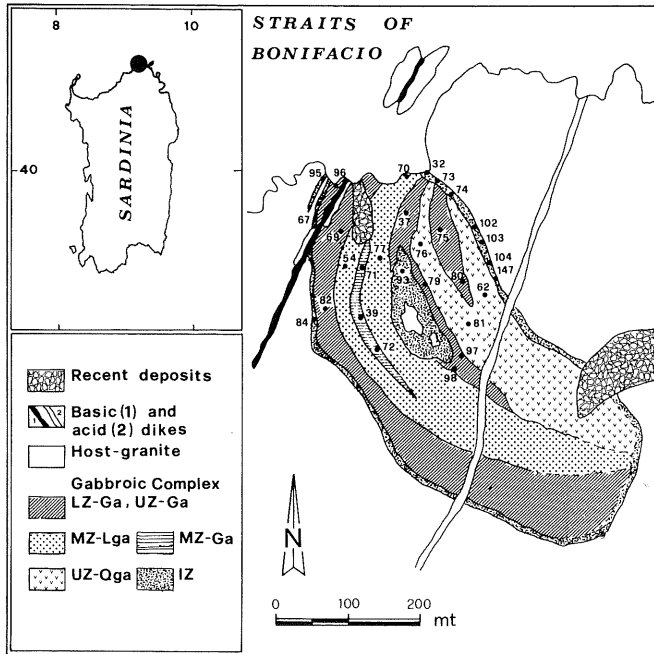 8 10
40
SARDINIA
STRAITS OF
BONIFACIO
95
96
67
70
32
73
74
102
103
104
147
69
37
75
54
77
76
71
93
79
80
62
82
84
39
81
72
97
98
Recent deposits
1 2
Basic(1) and
acid(2) dikes
Host-granite
Gabbroic Complex
LZ-Ga, UZ-Ga
MZ-Lga MZ-Ga
UZ-Qga IZ
N
0 100 200
mt